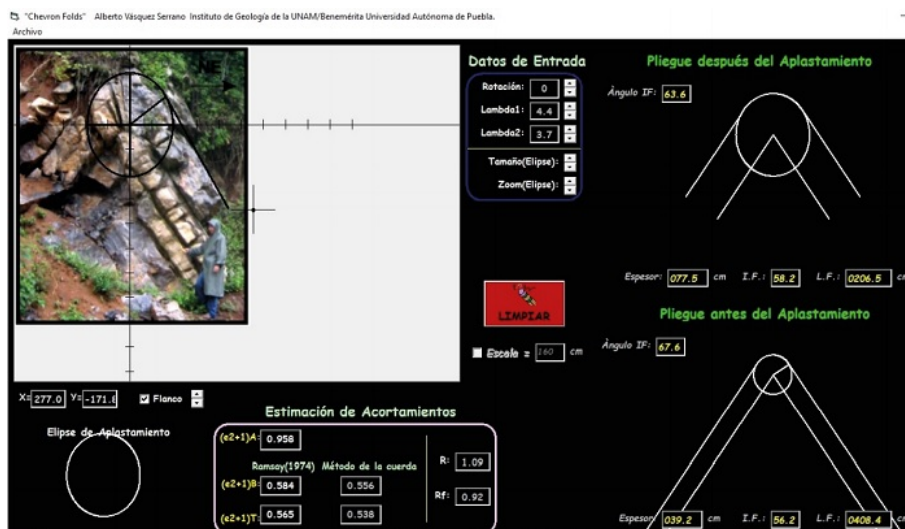 "Chevron Folds" Alberto Vásquez Serrano Instituto de Geología de la UNAM/Benemérita Universidad Autónoma de Puebla.
Archivo
Datos de Entrada
Rotación: 0
Lambda1: 4.4
Lambda2: 3.7
Tamaño(Elipse):
Zoom(Elipse):
LIMPIAR
Escala = 160 cm
Pliegue después del Aplastamiento
Ángulo IF: 63.6
Espesor: 077.5 cm I.F.: 58.2 L.F.: 0206.5 cm
Pliegue antes del Aplastamiento
Ángulo IF: 67.6
Espesor 039.2 cm I.F.: 56.2 L.F.: 0408.4 c
X= 277.0 Y= -171.8 Flanco
Elipse de Aplastamiento
Estimación de Acortamientos
(e2+1)A: 0.958
Ramsay(1974) Método de la cuerda
(e2+1)B: 0.584 0.556
(e2+1)T: 0.565 0.538
R: 1.09
Rf: 0.92